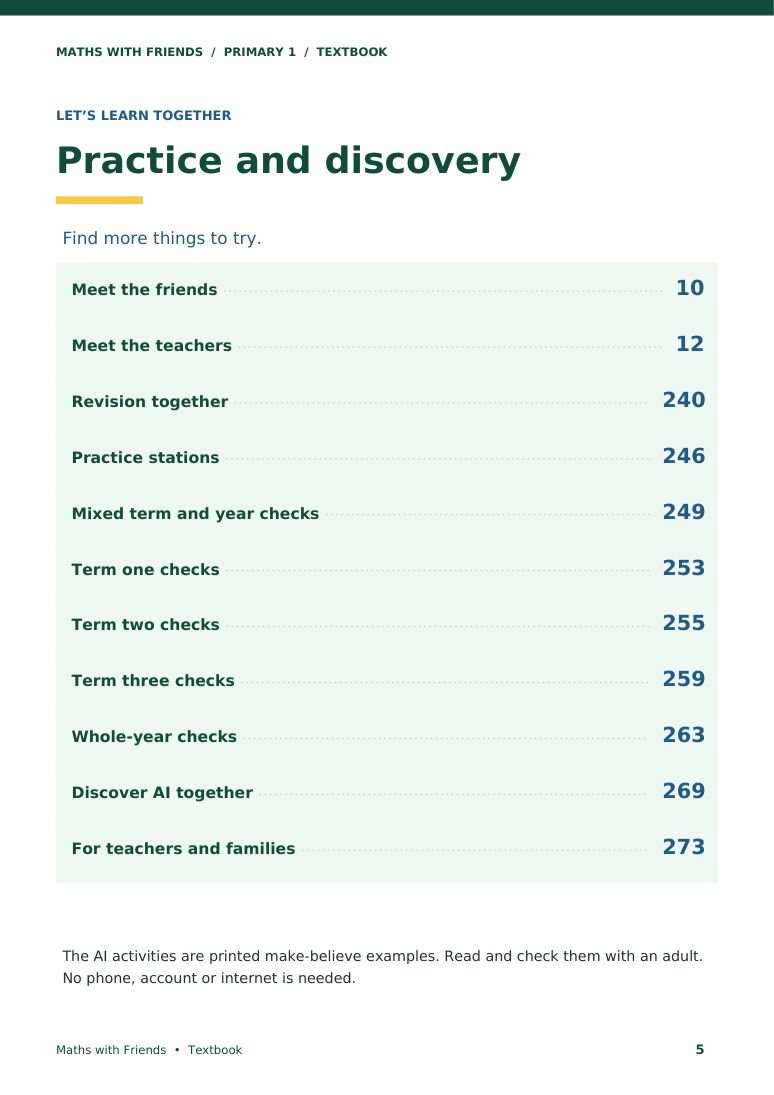 MATHS WITH FRIENDS / PRIMARY 1 / TEXTBOOK
LET’S LEARN TOGETHER
Practice and discovery
Find more things to try.
Meet the friends 10
Meet the teachers 12
Revision together 240
Practice stations 246
Mixed term and year checks 249
Term one checks 253
Term two checks 255
Term three checks 259
Whole-year checks 263
Discover AI together 269
For teachers and families 273
The AI activities are printed make-believe examples. Read and check them with an adult.
No phone, account or internet is needed.
Maths with Friends • Textbook 5